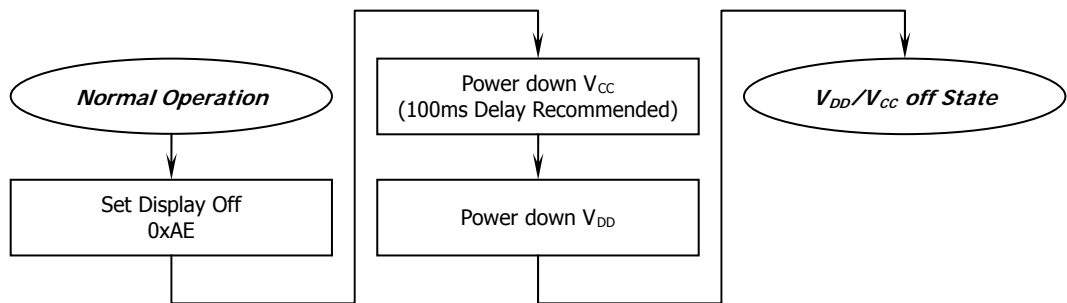 Normal Operation
Set Display Off
0xAE
Power down VCC
(100ms Delay Recommended)
Power down VDD
VDD/VCC off State